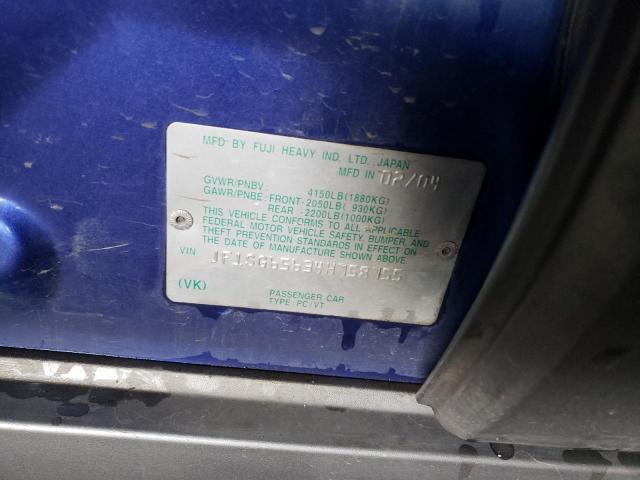 MFD BY FUJI HEAVY IND. LTD. JAPAN
MFD IN 02/04
GVWR/PNBV : 4150LB(1880KG)
GAWR/PNBE: FRONT-2050LB( 930KG)
REAR -2200LB(1000KG)
THIS VEHICLE CONFORMS TO ALL APPLICABLE
FEDERAL MOTOR VEHICLE SAFETY, BUMPER, AND
THEFT PREVENTION STANDARDS IN EFFECT ON
THE DATE OF MANUFACTURE SHOWN ABOVE.
VIN
(VK) PASSENGER CAR
TYPE PC/VT